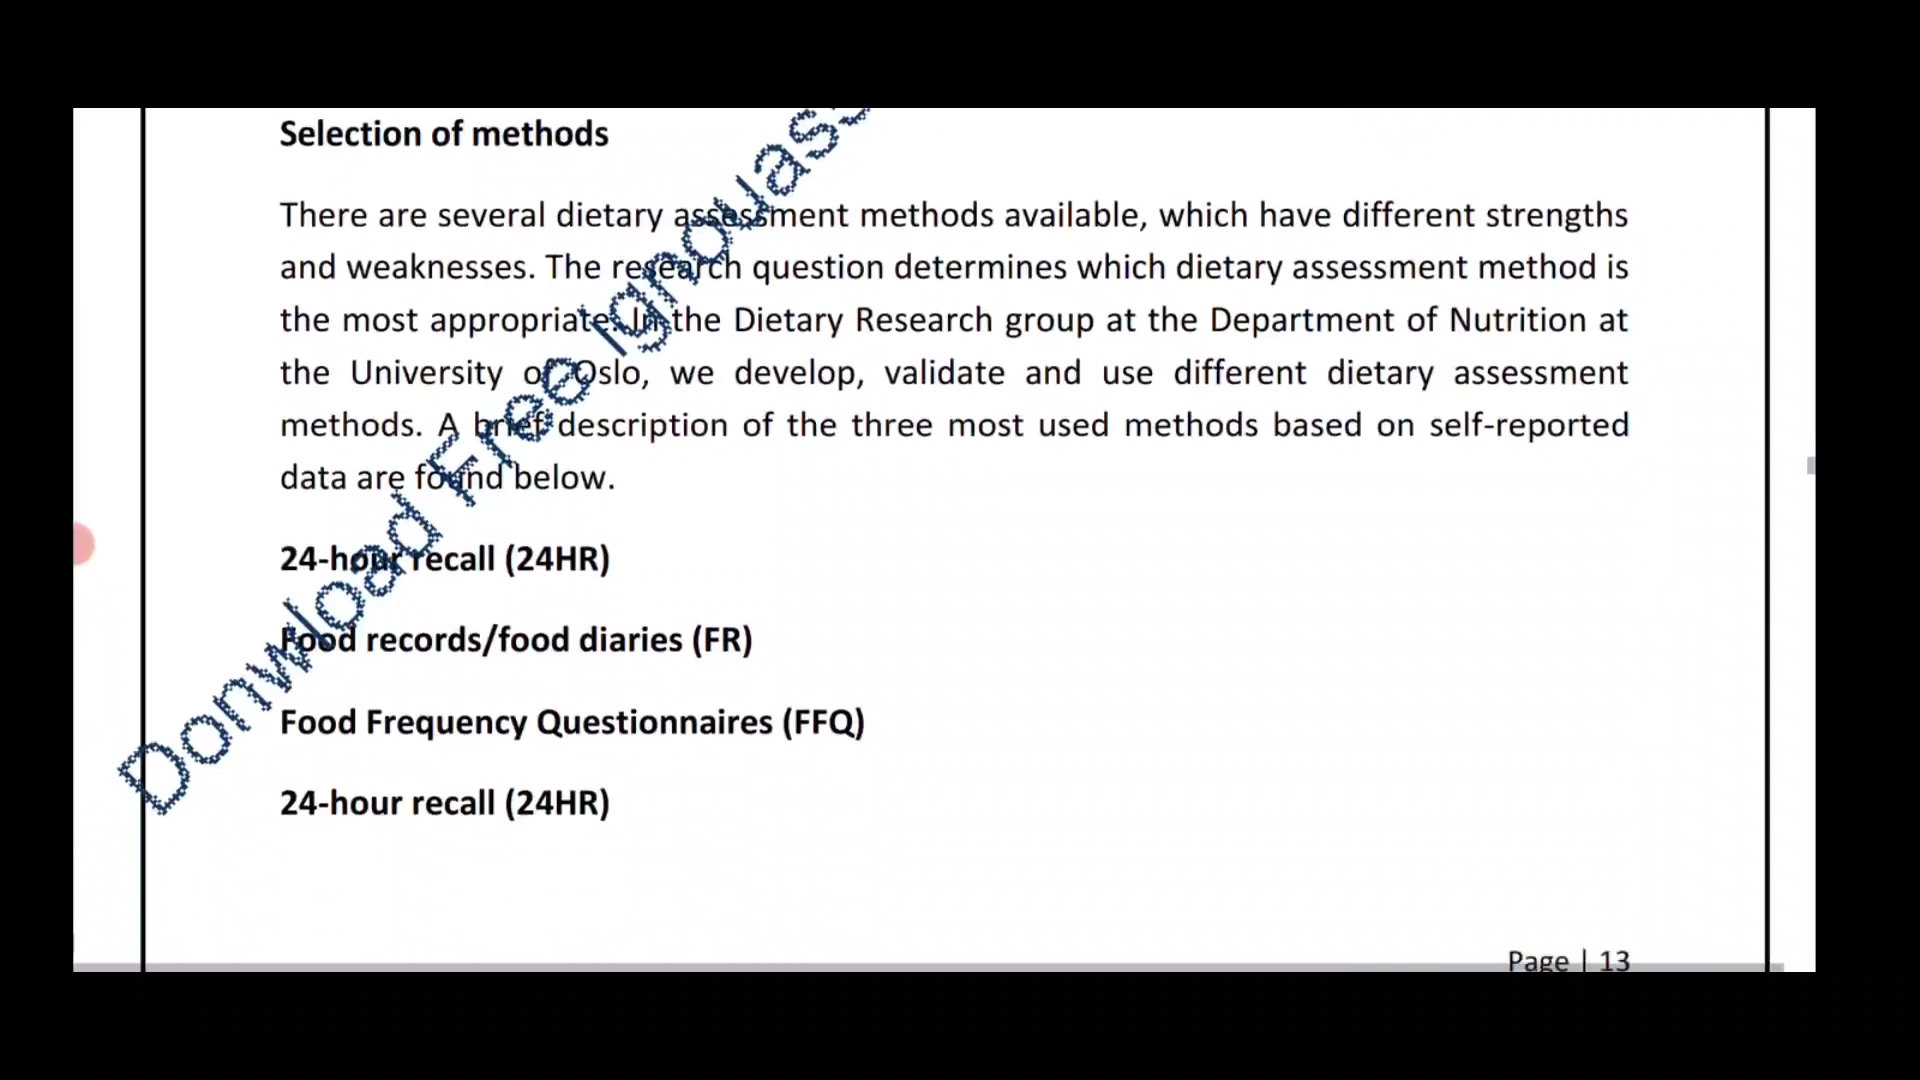 Selection of methods
There are several dietary assessment methods available, which have different strengths
and weaknesses. The research question determines which dietary assessment method is
the most appropriate. In the Dietary Research group at the Department of Nutrition at
the University of Oslo, we develop, validate and use different dietary assessment
methods. A brief description of the three most used methods based on self-reported
data are found below.
24-hour recall (24HR)
Food records/food diaries (FR)
Food Frequency Questionnaires (FFQ)
24-hour recall (24HR)
Page | 13
Donwload Free Ignouass